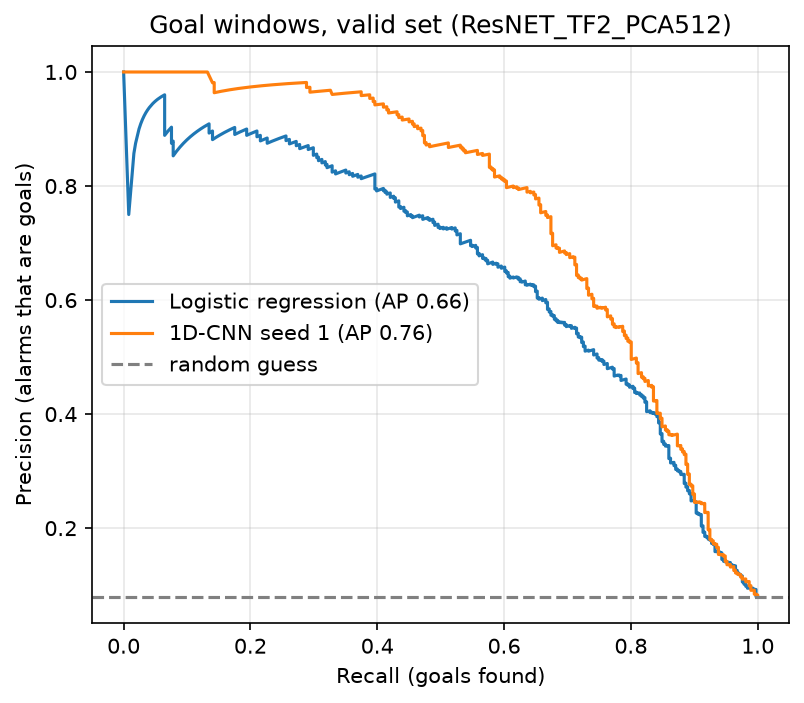 Goal windows, valid set (ResNET_TF2_PCA512)
Precision (alarms that are goals)
1.0
0.8
0.6
0.4
0.2
Logistic regression (AP 0.66)
1D-CNN seed 1 (AP 0.76)
random guess
0.0 0.2 0.4 0.6 0.8 1.0
Recall (goals found)